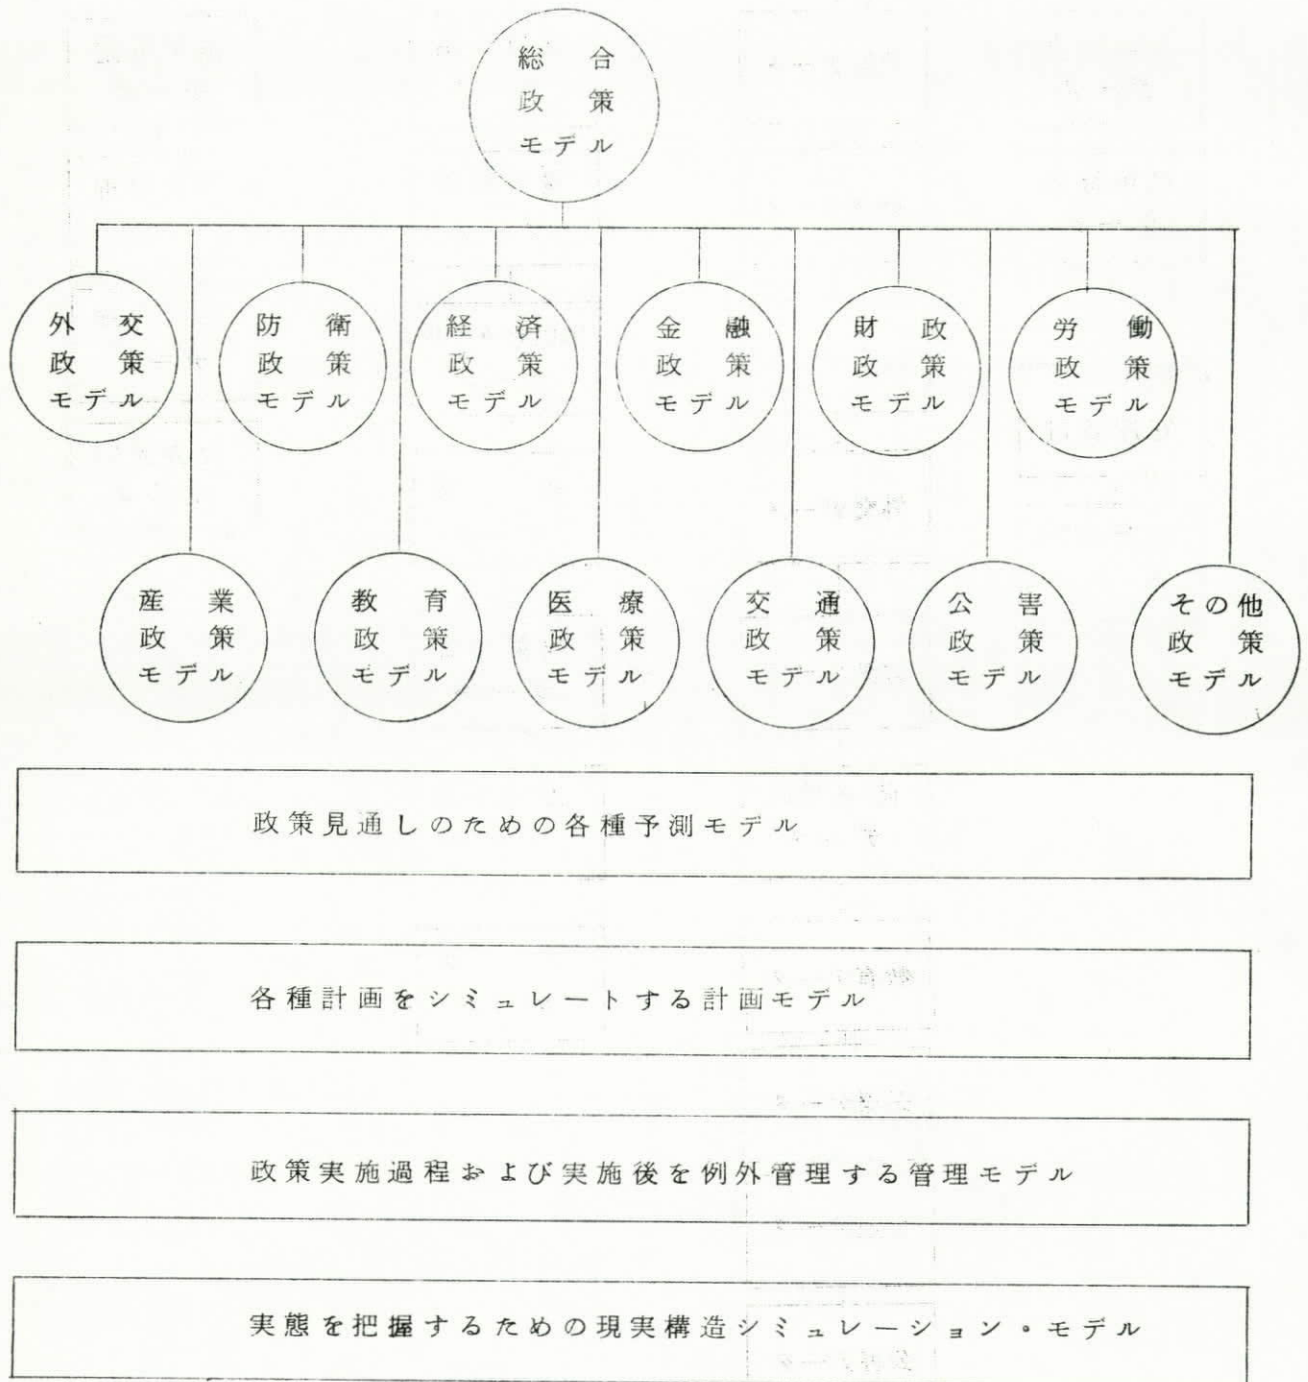 総合
政策
モデル
外交
政策
モデル
防衛
政策
モデル
経済
政策
モデル
金融
政策
モデル
財政
政策
モデル
労働
政策
モデル
産業
政策
モデル
教育
政策
モデル
医療
政策
モデル
交通
政策
モデル
公害
政策
モデル
その他
政策
モデル
政策見通しのための各種予測モデル
各種計画をシミュレートする計画モデル
政策実施過程および実施後を例外管理する管理モデル
実態を把握するための現実構造シミュレーション・モデル